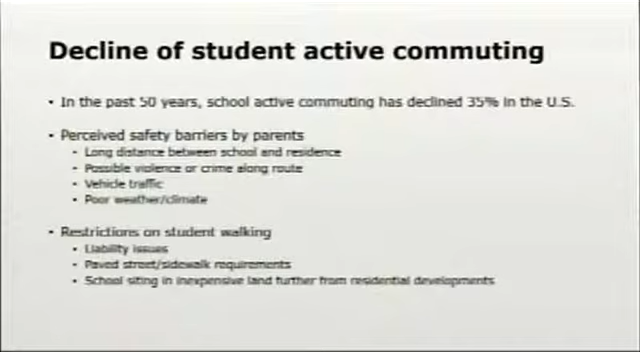 Decline of student active commuting
• In the past 50 years, school active commuting has declined 35% in the U.S.
• Perceived safety barriers by parents
• Long distance between school and residence
• Possible violence or crime along route
• Vehicle traffic
• Poor weather/climate
• Restrictions on student walking
• Liability issues
• Paved street/sidewalk requirements
• School siting in inexpensive land further from residential developments